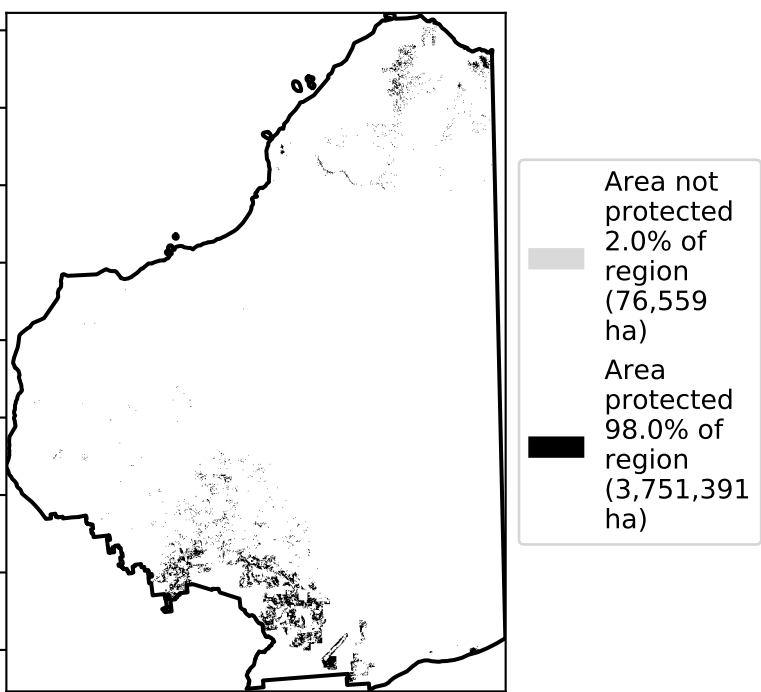 Area not
protected
2.0% of
region
(76,559
ha)
Area
protected
98.0% of
region
(3,751,391
ha)